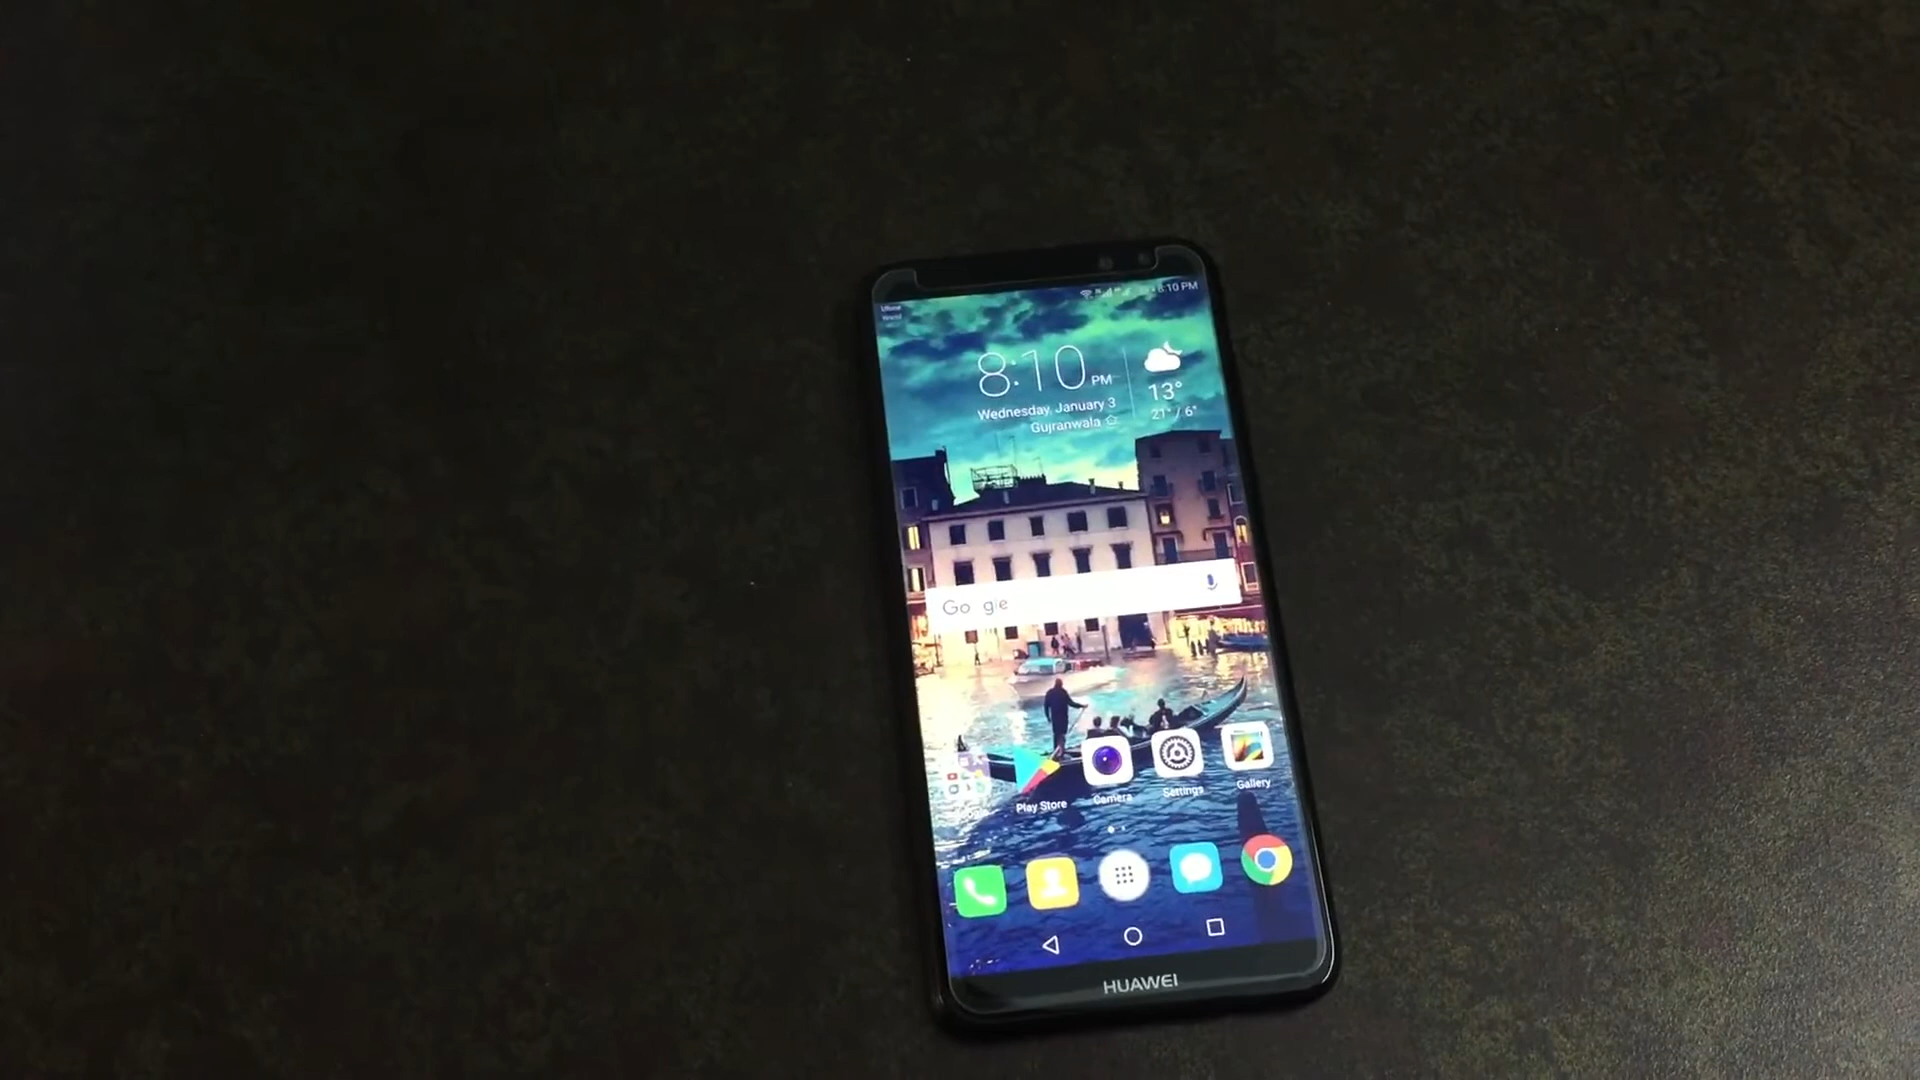 8:10 PM
8:10 PM
13°
Wednesday, January 3
21° / 6°
Gujranwala
Go gle
Play Store
Camera
Settings
Gallery
HUAWEI